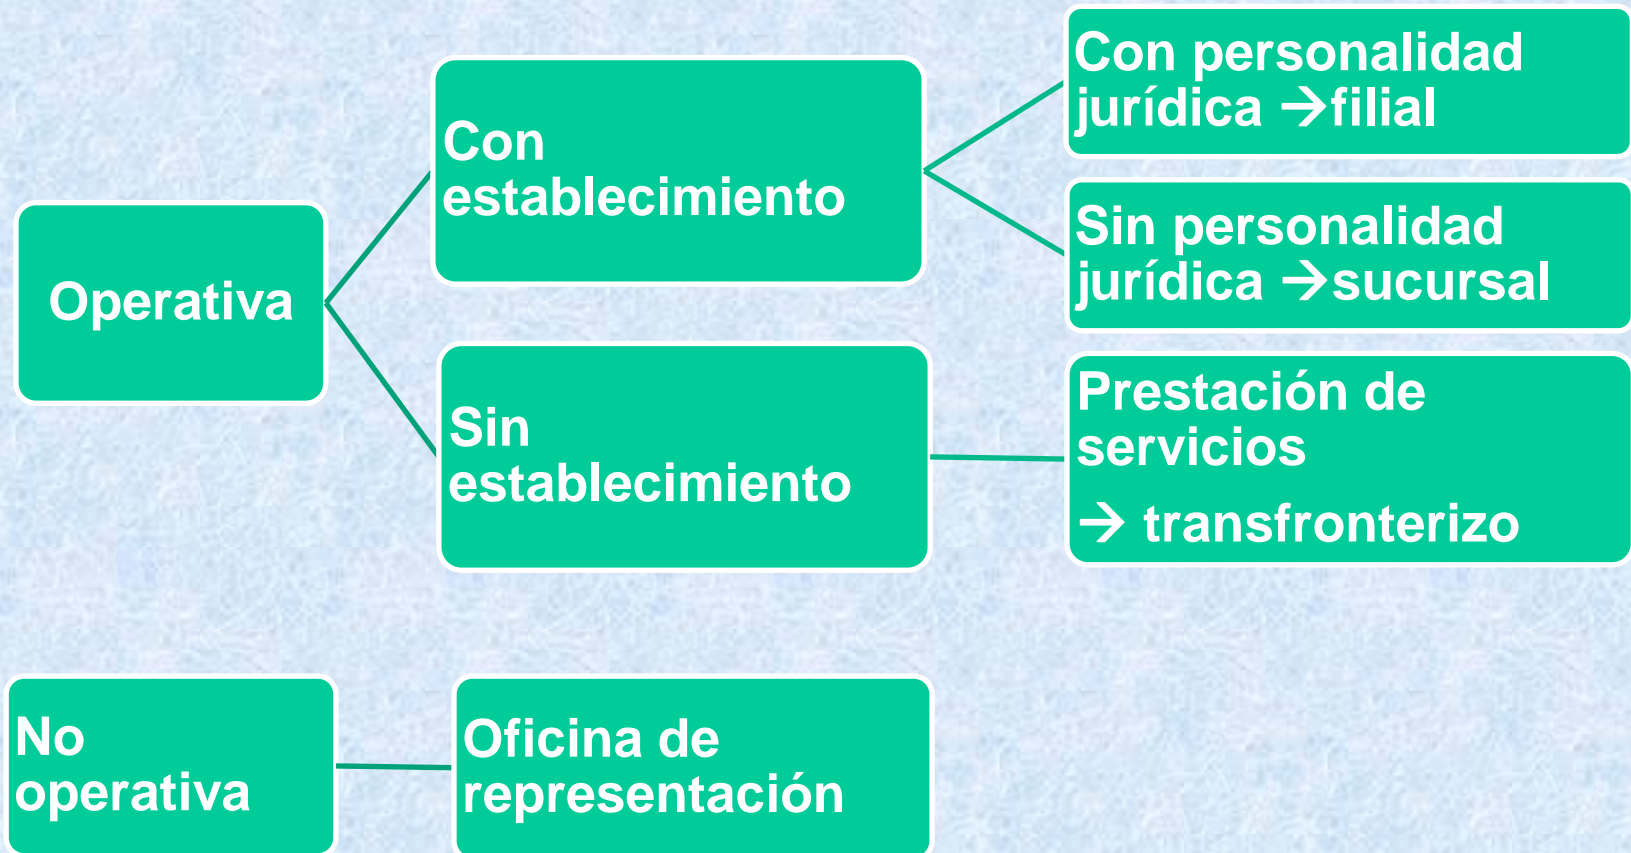 Con personalidad
jurídica →filial
Con
establecimiento
Sin personalidad
jurídica →sucursal
Operativa
Prestación de
servicios
→ transfronterizo
Sin
establecimiento
No
operativa
Oficina de
representación